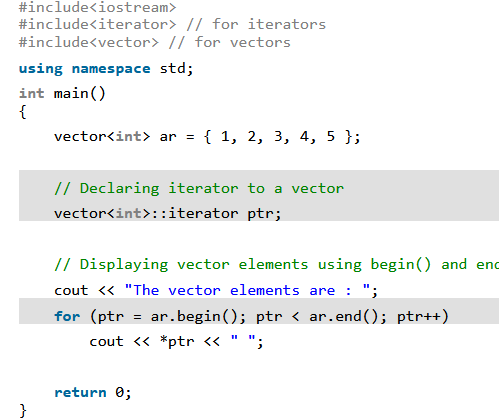 #include<iostream>
#include<iterator> // for iterators
#include<vector> // for vectors
using namespace std;
int main()
{
    vector<int> ar = { 1, 2, 3, 4, 5 };
    // Declaring iterator to a vector
    vector<int>::iterator ptr;
    // Displaying vector elements using begin() and end
    cout << "The vector elements are : ";
    for (ptr = ar.begin(); ptr < ar.end(); ptr++)
        cout << *ptr << " ";
    return 0;
}